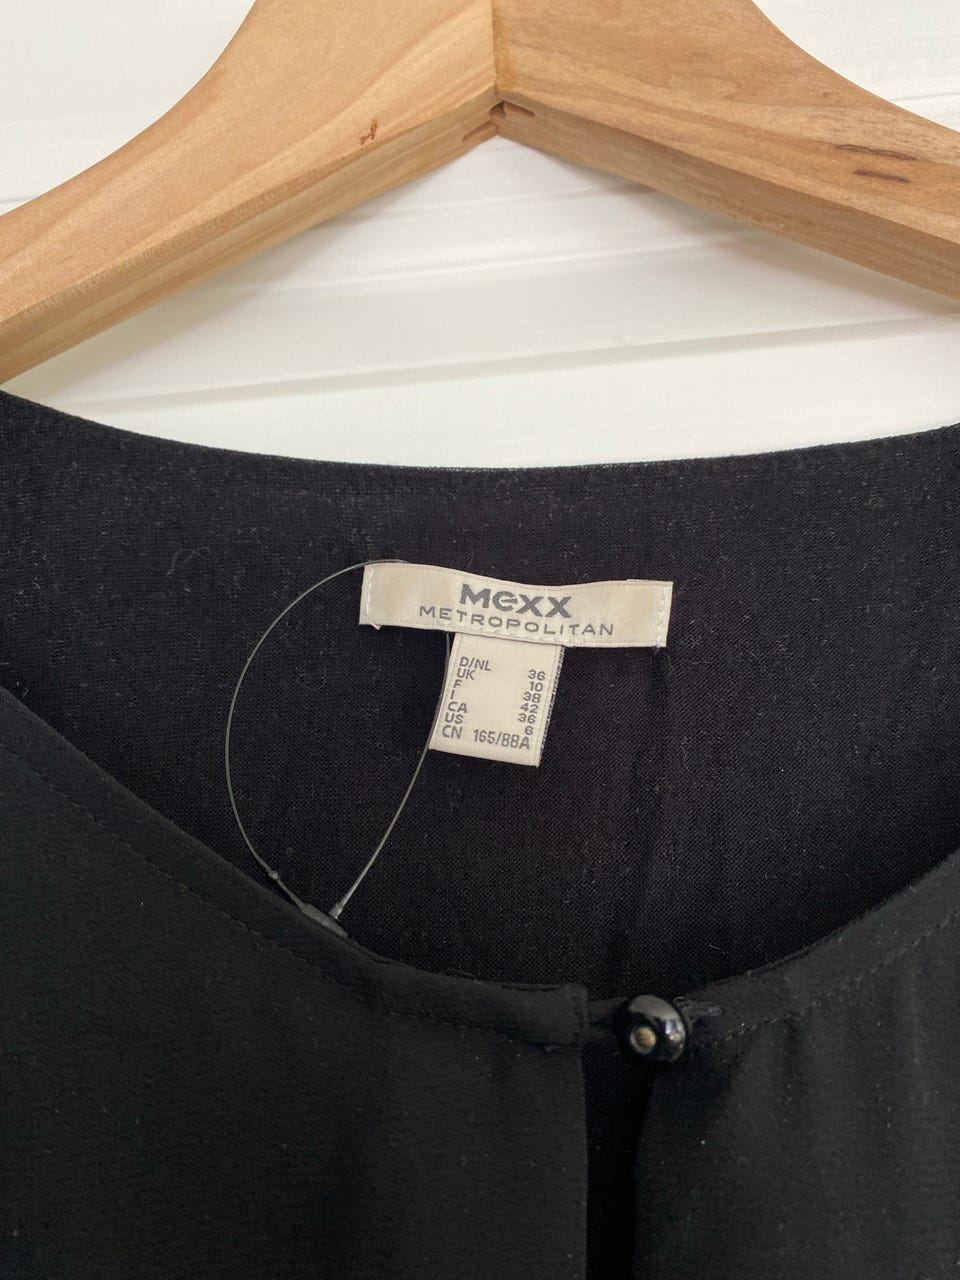 MEXX
METROPOLITAN
D/NL 36
UK 10
F 38
I 42
CA 36
US 6
CN 165/88A